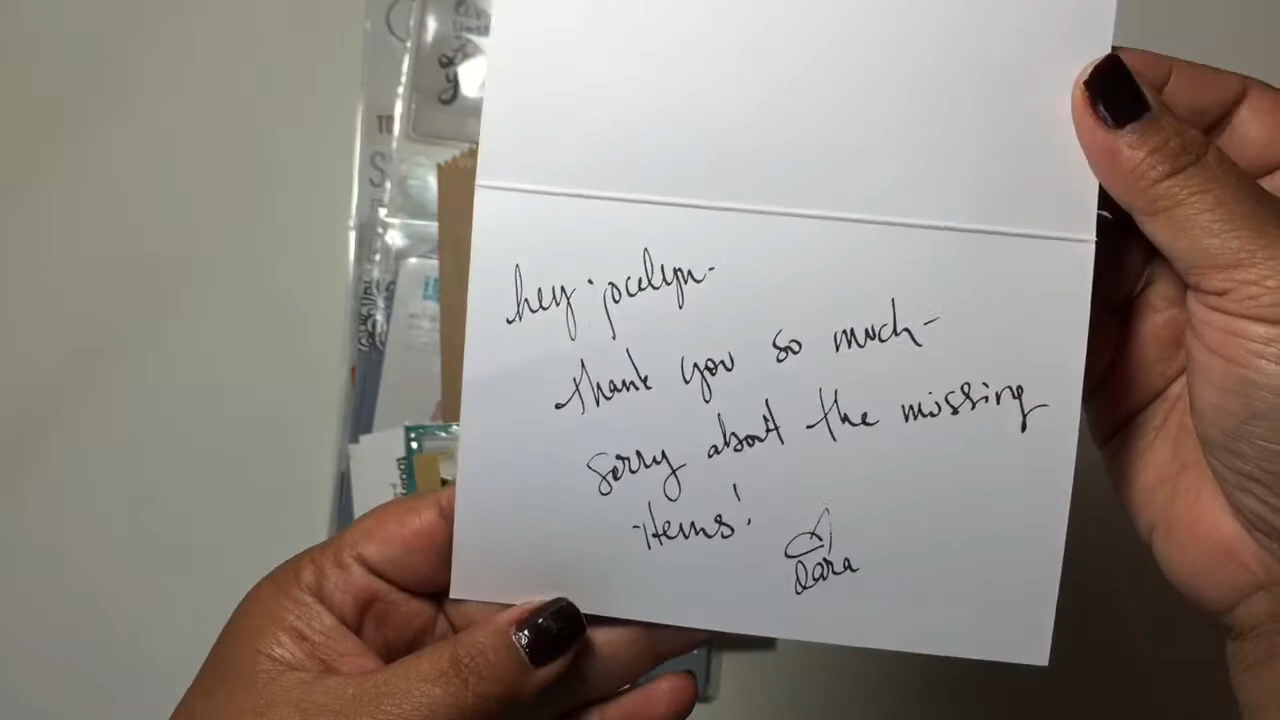 hey jocelyn-
thank you so much-
sorry about the missing
items!
dara